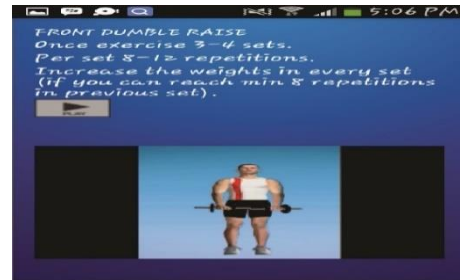 5:06 PM
FRONT DUMBLE RAISE
Once exercise 3-4 sets.
Per set 8-12 repetitions.
Increase the weights in every set
(if you can reach min 8 repetitions
in previous set).
PLAY